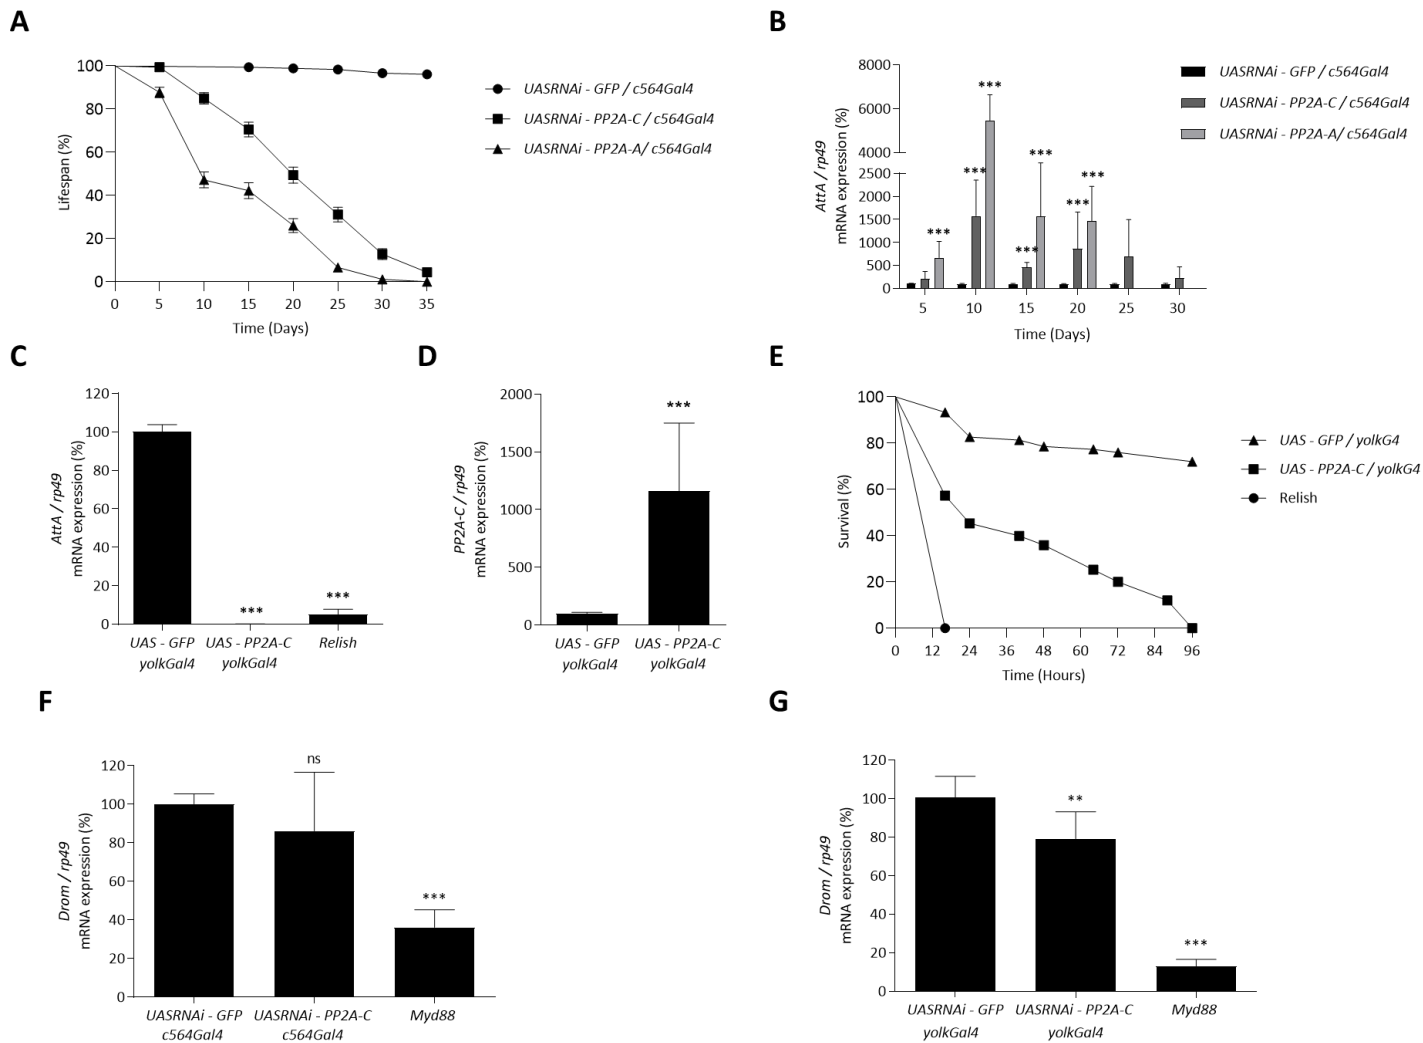 A
Lifespan (%)
100
80
60
40
20
0
0 5 10 15 20 25 30 35
Time (Days)
UASRNAi - GFP / c564Gal4
UASRNAi - PP2A-C / c564Gal4
UASRNAi - PP2A-A/ c564Gal4
B
AttA / rp49
mRNA expression (%)
8000
6000
4000
2500
2000
1500
1000
500
0
***
***
***
***
***
***
***
5 10 15 20 25 30
Time (Days)
UASRNAi - GFP / c564Gal4
UASRNAi - PP2A-C / c564Gal4
UASRNAi - PP2A-A / c564Gal4
C
AttA / rp49
mRNA expression (%)
120
100
80
60
40
20
0
*** ***
UAS - GFP UAS - PP2A-C Relish
yolkGal4 yolkGal4
D
PP2A-C / rp49
mRNA expression (%)
2000
1500
1000
500
0
***
UAS - GFP UAS - PP2A-C
yolkGal4 yolkGal4
E
Survival (%)
100
80
60
40
20
0
0 12 24 36 48 60 72 84 96
Time (Hours)
UAS - GFP / yolkG4
UAS - PP2A-C / yolkG4
Relish
F
Drom / rp49
mRNA expression (%)
120
100
80
60
40
20
0
ns
***
UASRNAi - GFP UASRNAi - PP2A-C Myd88
c564Gal4 c564Gal4
G
Drom / rp49
mRNA expression (%)
120
100
80
60
40
20
0
**
***
UASRNAi - GFP UASRNAi - PP2A-C Myd88
yolkGal4 yolkGal4